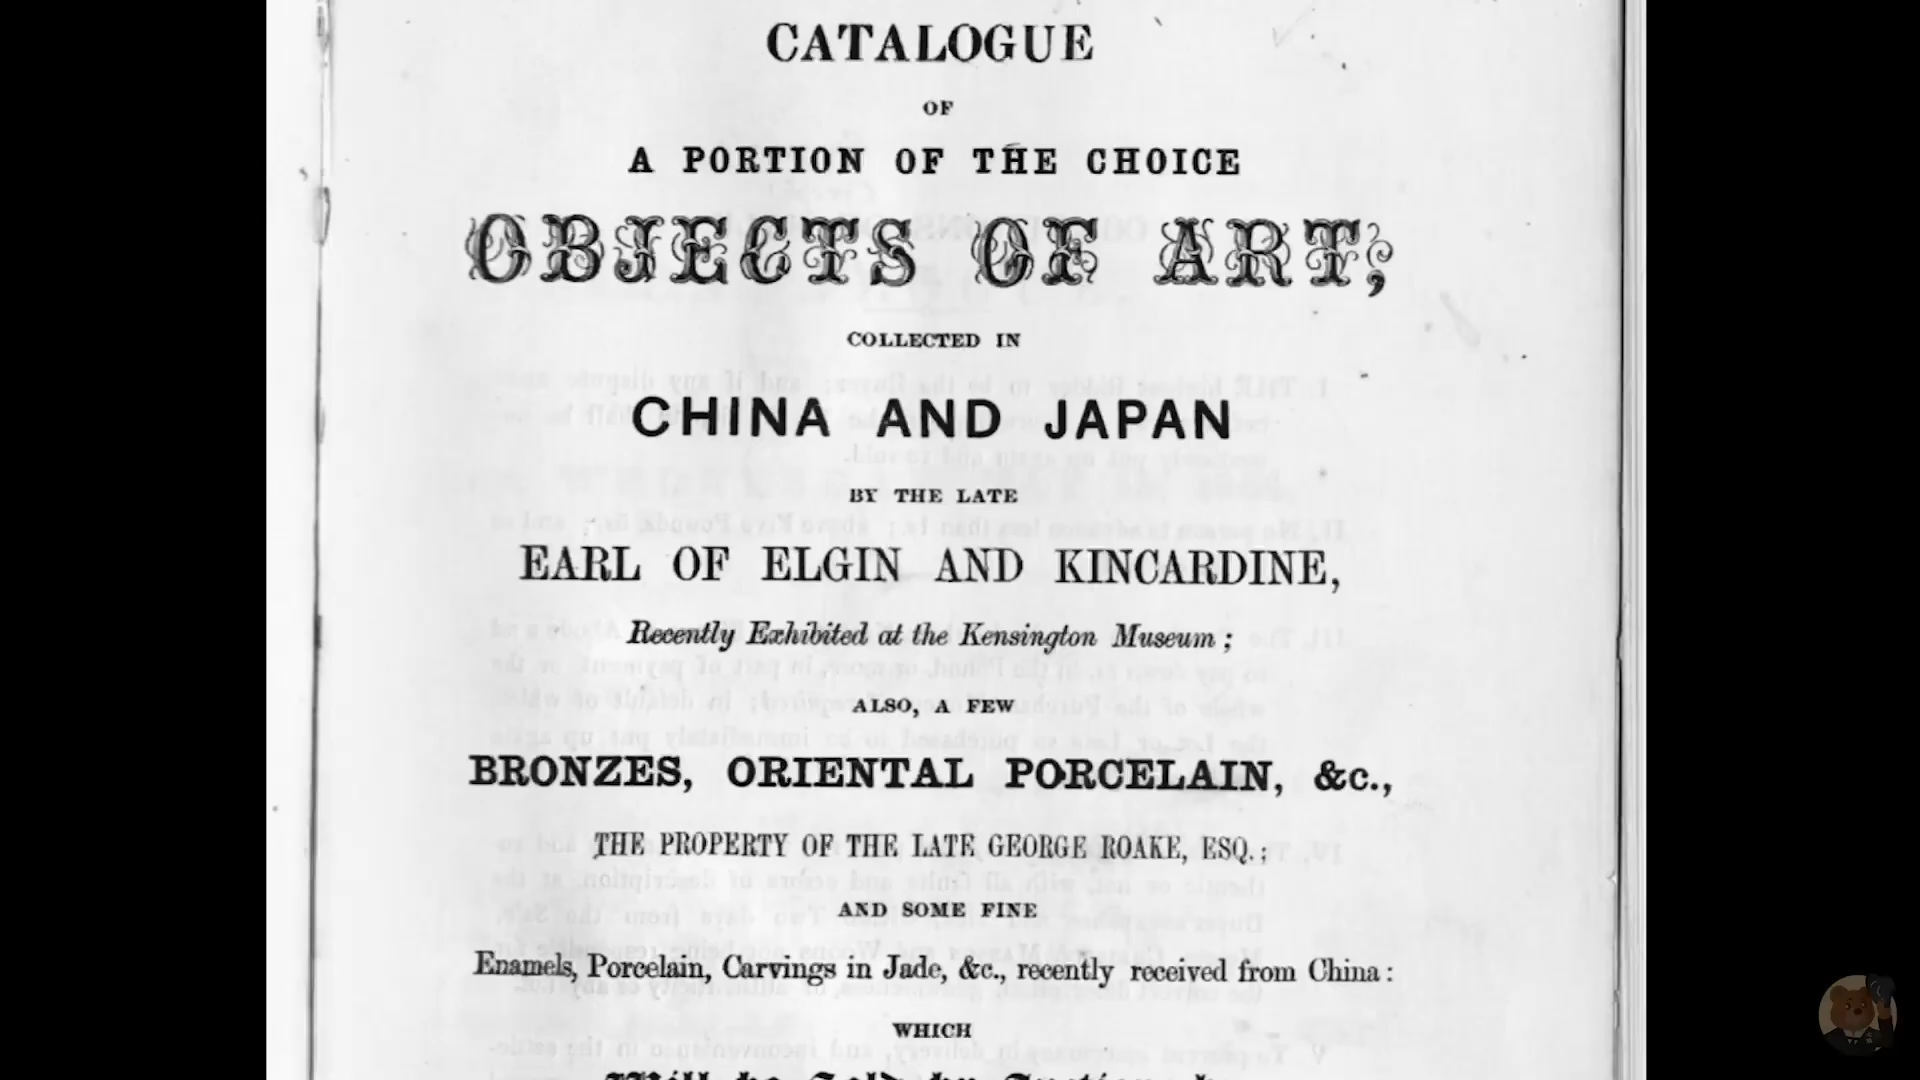 CATALOGUE
OF
A PORTION OF THE CHOICE
OBJECTS OF ART,
COLLECTED IN
CHINA AND JAPAN
BY THE LATE
EARL OF ELGIN AND KINCARDINE,
Recently Exhibited at the Kensington Museum ;
ALSO, A FEW
BRONZES, ORIENTAL PORCELAIN, &c.,
THE PROPERTY OF THE LATE GEORGE ROAKE, ESQ.;
AND SOME FINE
Enamels, Porcelain, Carvings in Jade, &c., recently received from China:
WHICH